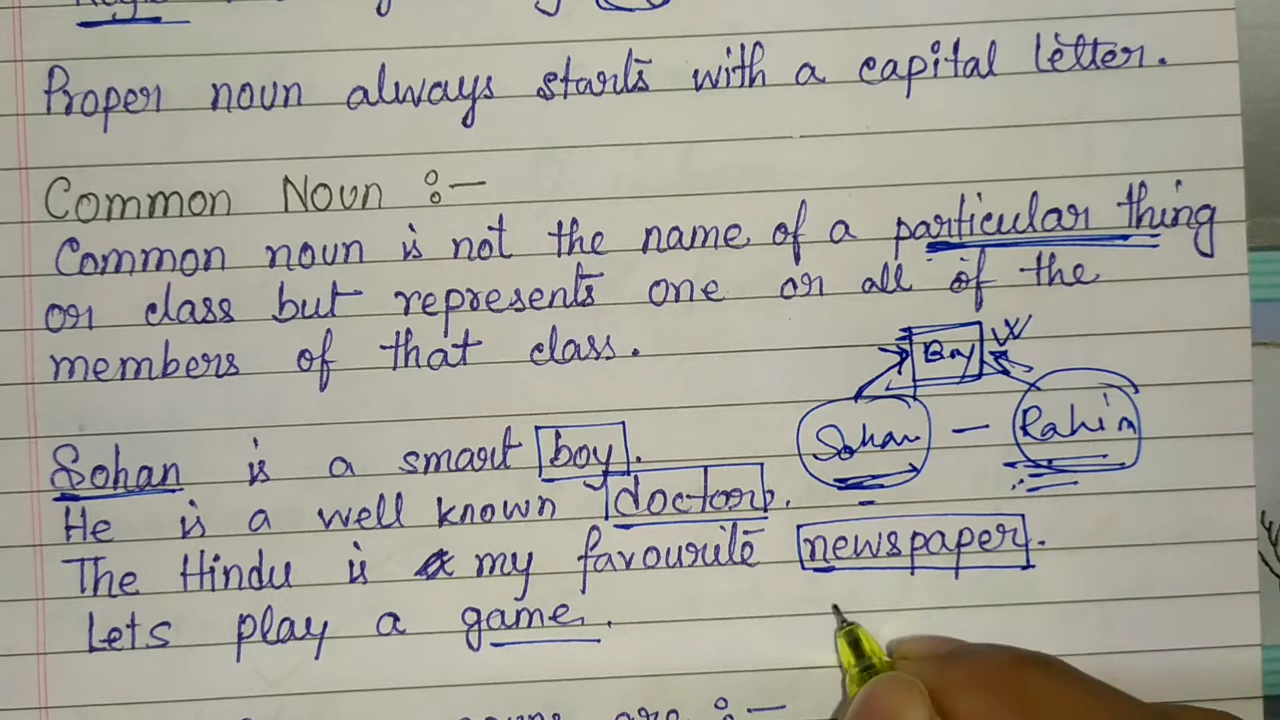 Proper noun always starts with a capital letter.
Common Noun :-
Common noun is not the name of a particular thing
or class but represents one or all of the
members of that class.
Boy
Sohan - Rahim
Sohan is a smart boy.
He is a well known doctor.
The Hindu is my favourite newspaper.
Lets play a game.
are :-